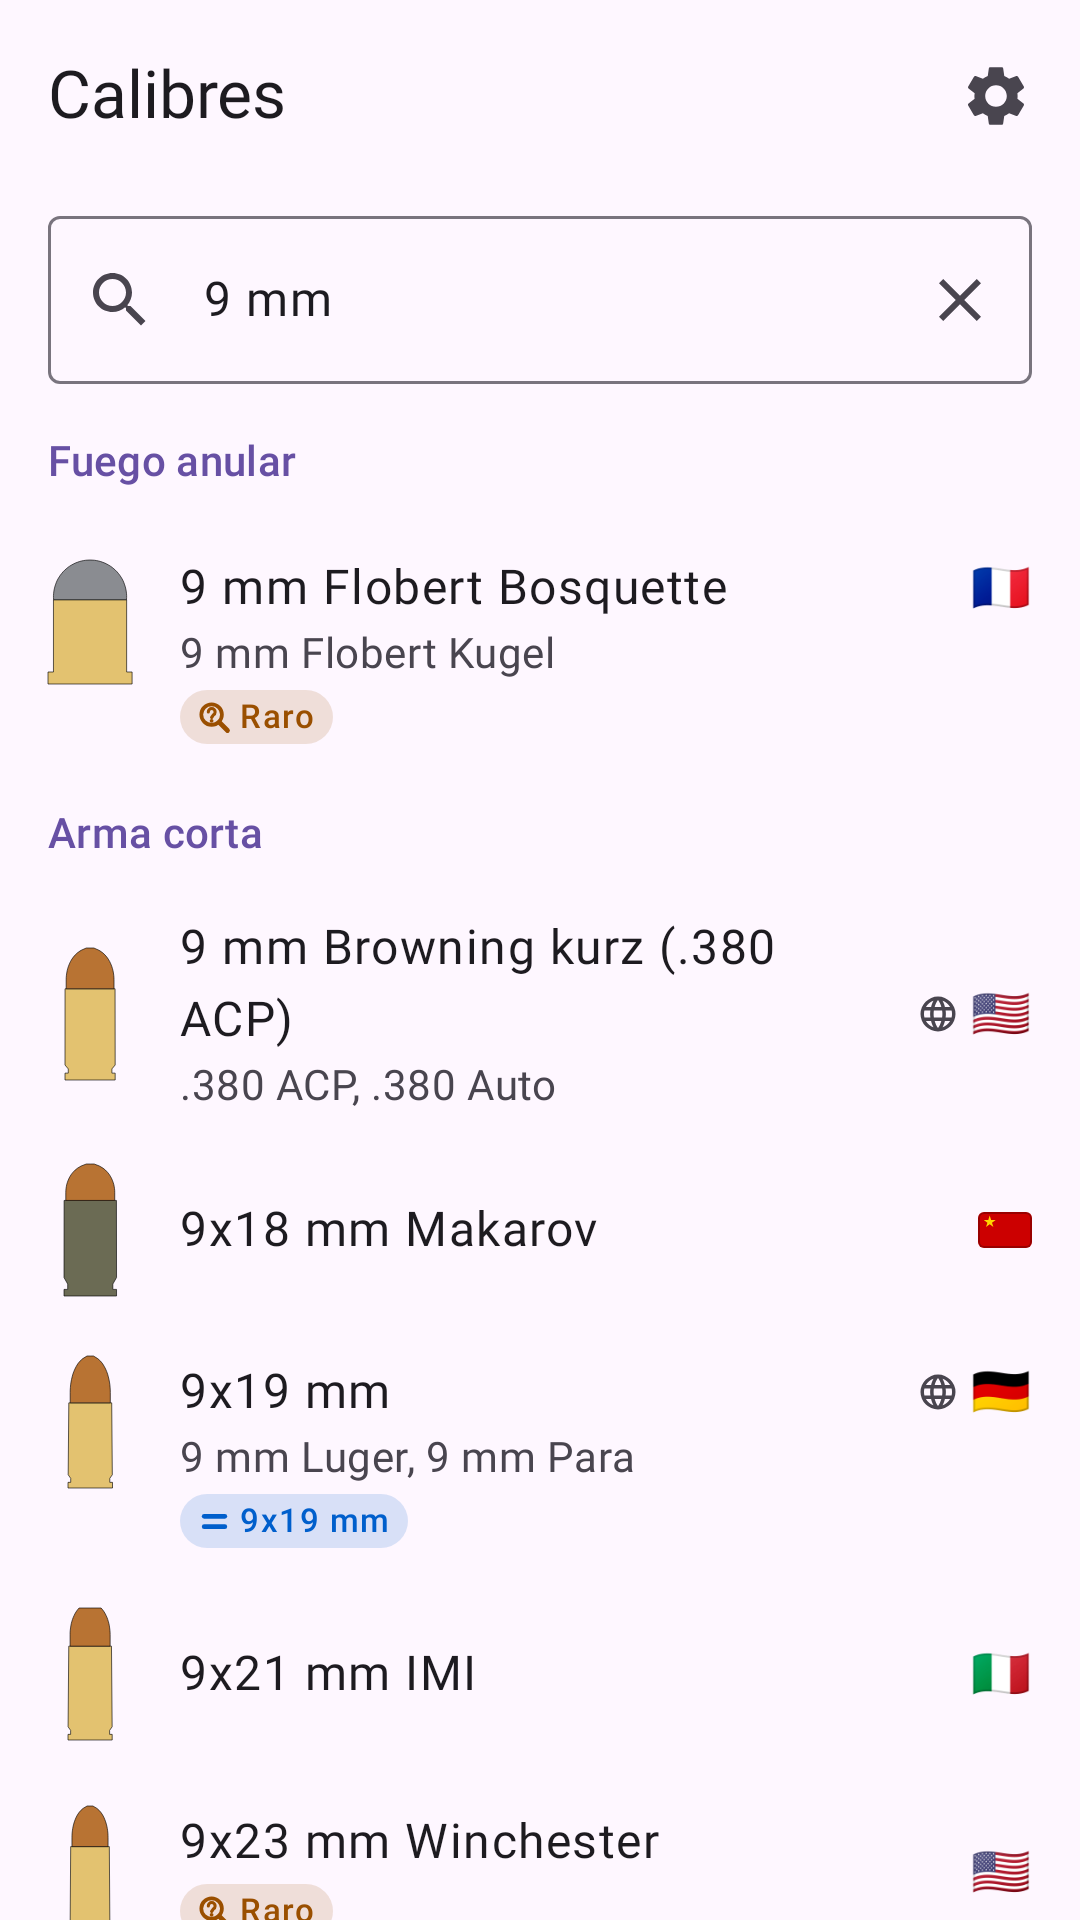 Calibres
9 mm
Fuego anular
9 mm Flobert Bosquette
9 mm Flobert Kugel
Raro
Arma corta
9 mm Browning kurz (.380
ACP)
.380 ACP, .380 Auto
9x18 mm Makarov
9x19 mm
9 mm Luger, 9 mm Para
= 9x19 mm
9x21 mm IMI
9x23 mm Winchester
Raro